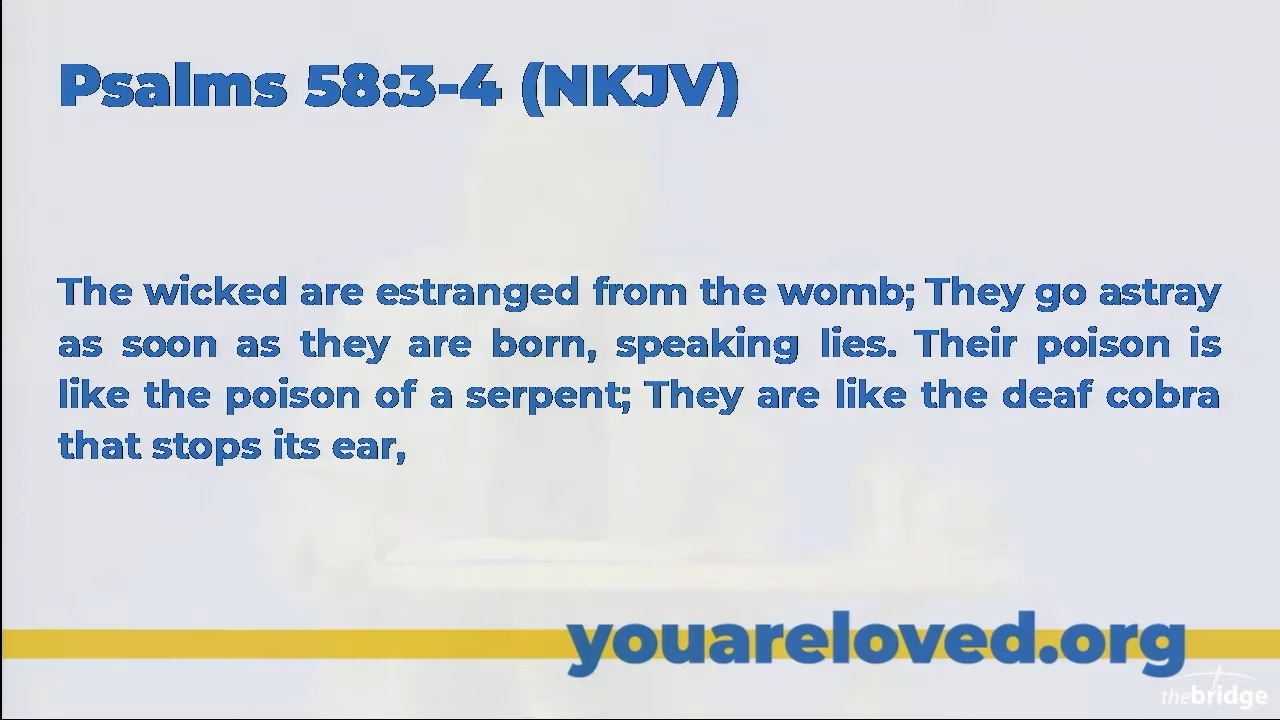 Psalms 58:3-4 (NKJV)
The wicked are estranged from the womb; They go astray
as soon as they are born, speaking lies. Their poison is
like the poison of a serpent; They are like the deaf cobra
that stops its ear,
youareloved.org
thebridge